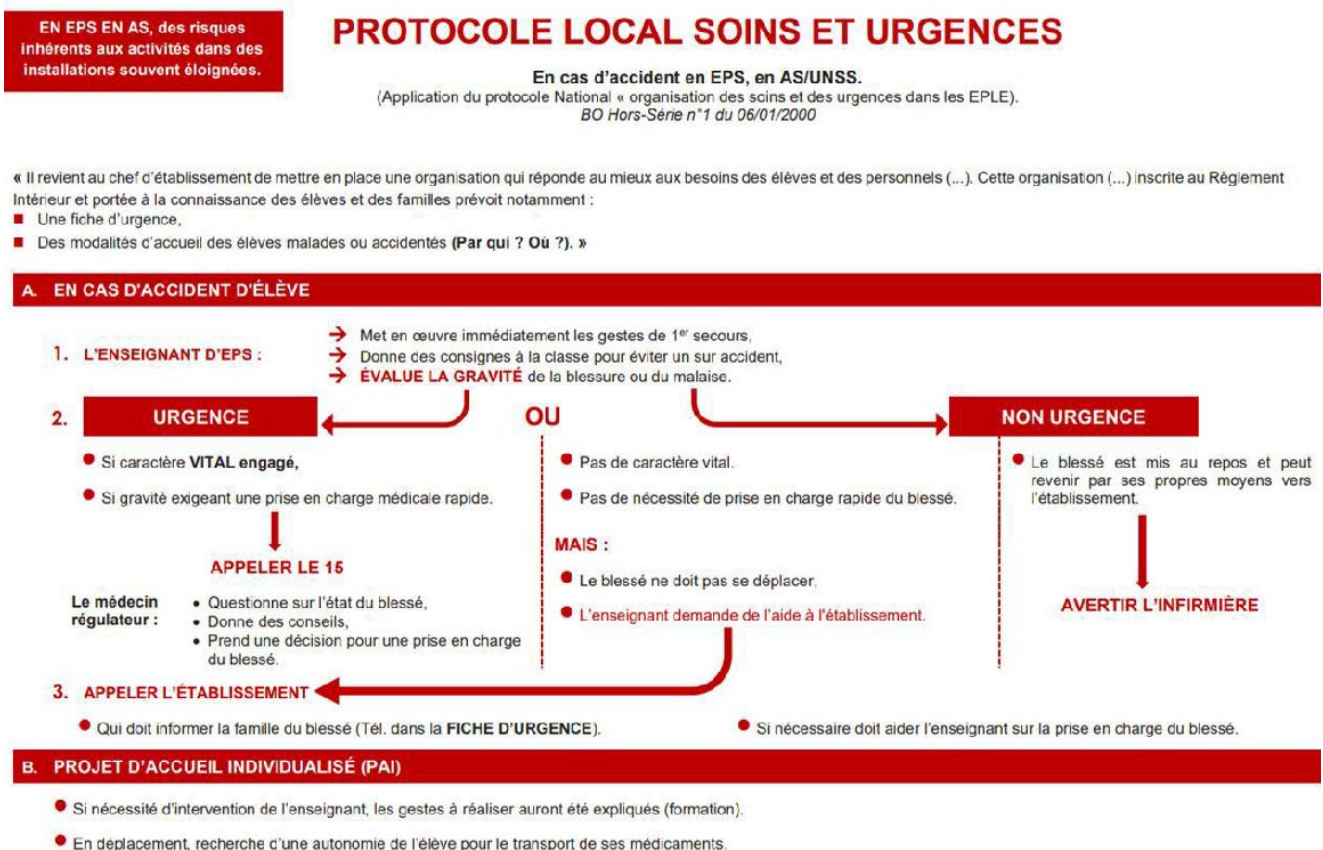 EN EPS EN AS, des risques
inhérents aux activités dans des
installations souvent éloignées.
PROTOCOLE LOCAL SOINS ET URGENCES
En cas d'accident en EPS, en AS/UNSS.
(Application du protocole National « organisation des soins et des urgences dans les EPLE).
BO Hors-Série n°1 du 06/01/2000
« Il revient au chef d'établissement de mettre en place une organisation qui réponde au mieux aux besoins des élèves et des personnels (...). Cette organisation (...) inscrite au Règlement
Intérieur et portée à la connaissance des élèves et des familles prévoit notamment :
■ Une fiche d'urgence,
■ Des modalités d'accueil des élèves malades ou accidentés (Par qui ? Où ?). »
A. EN CAS D'ACCIDENT D'ÉLÈVE
1. L'ENSEIGNANT D'EPS :
→ Met en œuvre immédiatement les gestes de 1er secours,
→ Donne des consignes à la classe pour éviter un sur accident,
→ ÉVALUE LA GRAVITÉ de la blessure ou du malaise.
2. URGENCE
● Si caractère VITAL engagé,
● Si gravité exigeant une prise en charge médicale rapide.
APPELER LE 15
Le médecin
régulateur :
• Questionne sur l'état du blessé,
• Donne des conseils,
• Prend une décision pour une prise en charge
du blessé.
OU
● Pas de caractère vital.
● Pas de nécessité de prise en charge rapide du blessé.
MAIS :
● Le blessé ne doit pas se déplacer.
● L'enseignant demande de l'aide à l'établissement.
NON URGENCE
● Le blessé est mis au repos et peut
revenir par ses propres moyens vers
l'établissement.
AVERTIR L'INFIRMIÈRE
3. APPELER L'ÉTABLISSEMENT
● Qui doit informer la famille du blessé (Tél. dans la FICHE D'URGENCE).
● Si nécessaire doit aider l'enseignant sur la prise en charge du blessé.
B. PROJET D'ACCUEIL INDIVIDUALISÉ (PAI)
● Si nécessité d'intervention de l'enseignant, les gestes à réaliser auront été expliqués (formation).
● En déplacement, recherche d'une autonomie de l'élève pour le transport de ses médicaments.